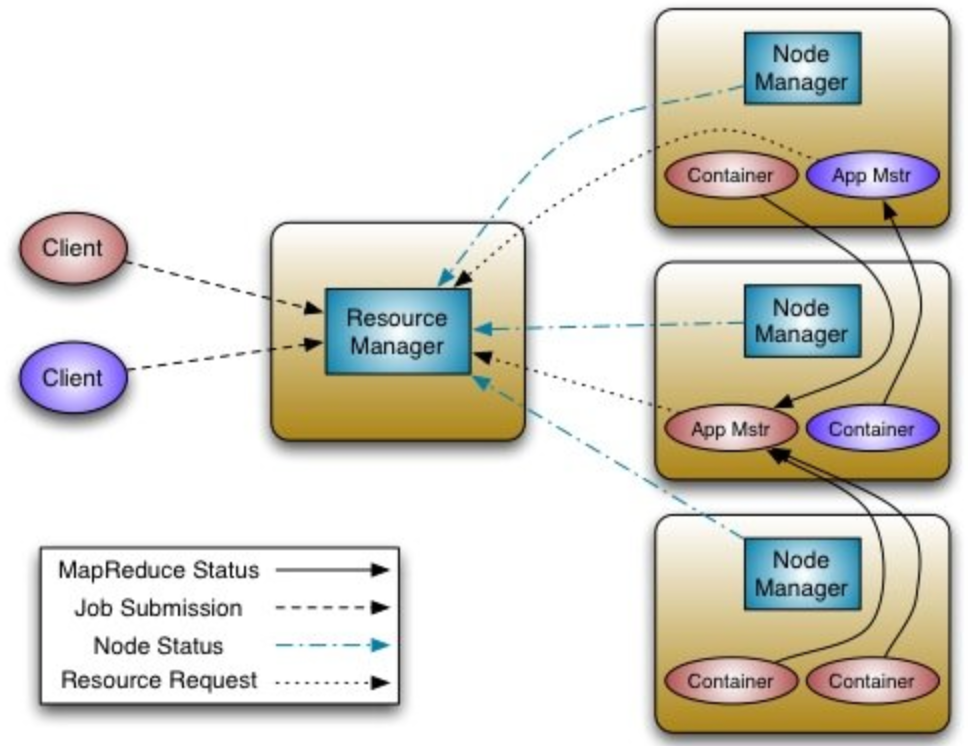 Node
Manager
Container
App Mstr
Client
Client
Resource
Manager
Node
Manager
App Mstr
Container
Node
Manager
Container
Container
MapReduce Status
Job Submission
Node Status
Resource Request